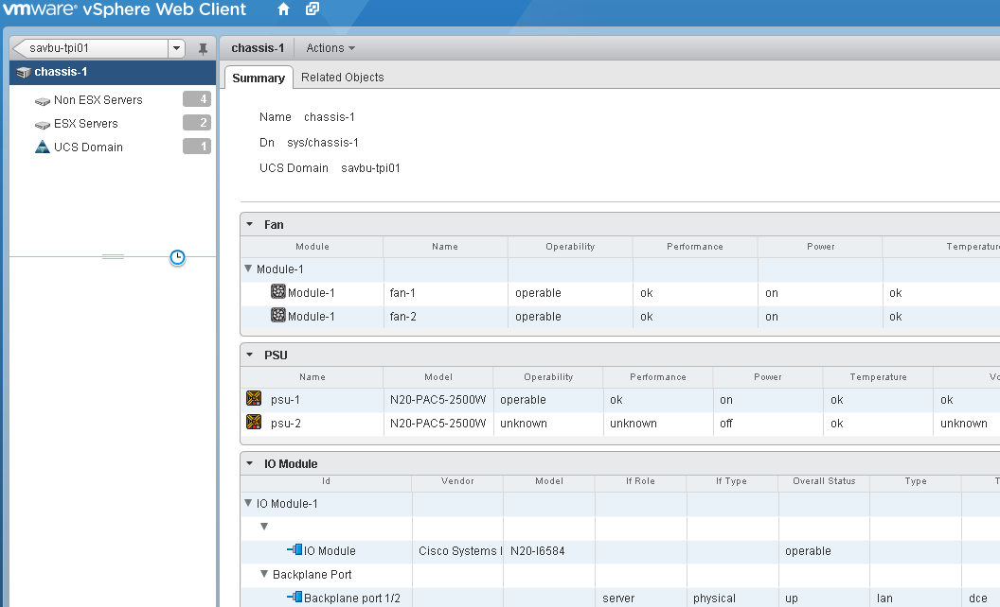 vmware® vSphere Web Client
savbu-tpi01
chassis-1 Actions
chassis-1
Summary Related Objects
Non ESX Servers 4
ESX Servers 2
UCS Domain 1
Name chassis-1
Dn sys/chassis-1
UCS Domain savbu-tpi01
Fan
Module Name Operability Performance Power Temperature
Module-1
Module-1 fan-1 operable ok on ok
Module-1 fan-2 operable ok on ok
PSU
Name Model Operability Performance Power Temperature Vo
psu-1 N20-PAC5-2500W operable ok on ok ok
psu-2 N20-PAC5-2500W unknown unknown off ok unknown
IO Module
Id Vendor Model If Role If Type Overall Status Type T
IO Module-1
IO Module Cisco Systems I N20-I6584 operable
Backplane Port
Backplane port 1/2 server physical up lan dce